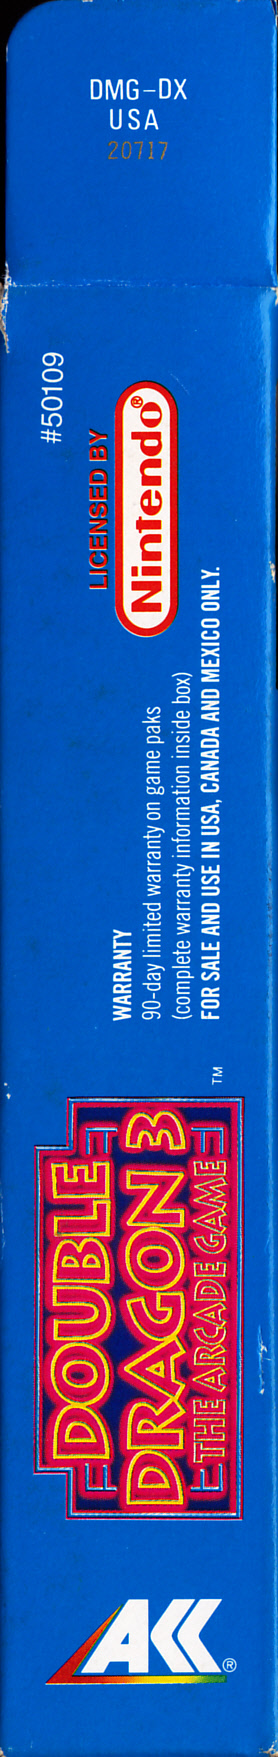 DMG-DX
USA
20717
#50109
LICENSED BY
Nintendo®
WARRANTY
90-day limited warranty on game paks
(complete warranty information inside box)
FOR SALE AND USE IN USA, CANADA AND MEXICO ONLY.
DOUBLE
DRAGON 3
THE ARCADE GAME
TM
AKK®